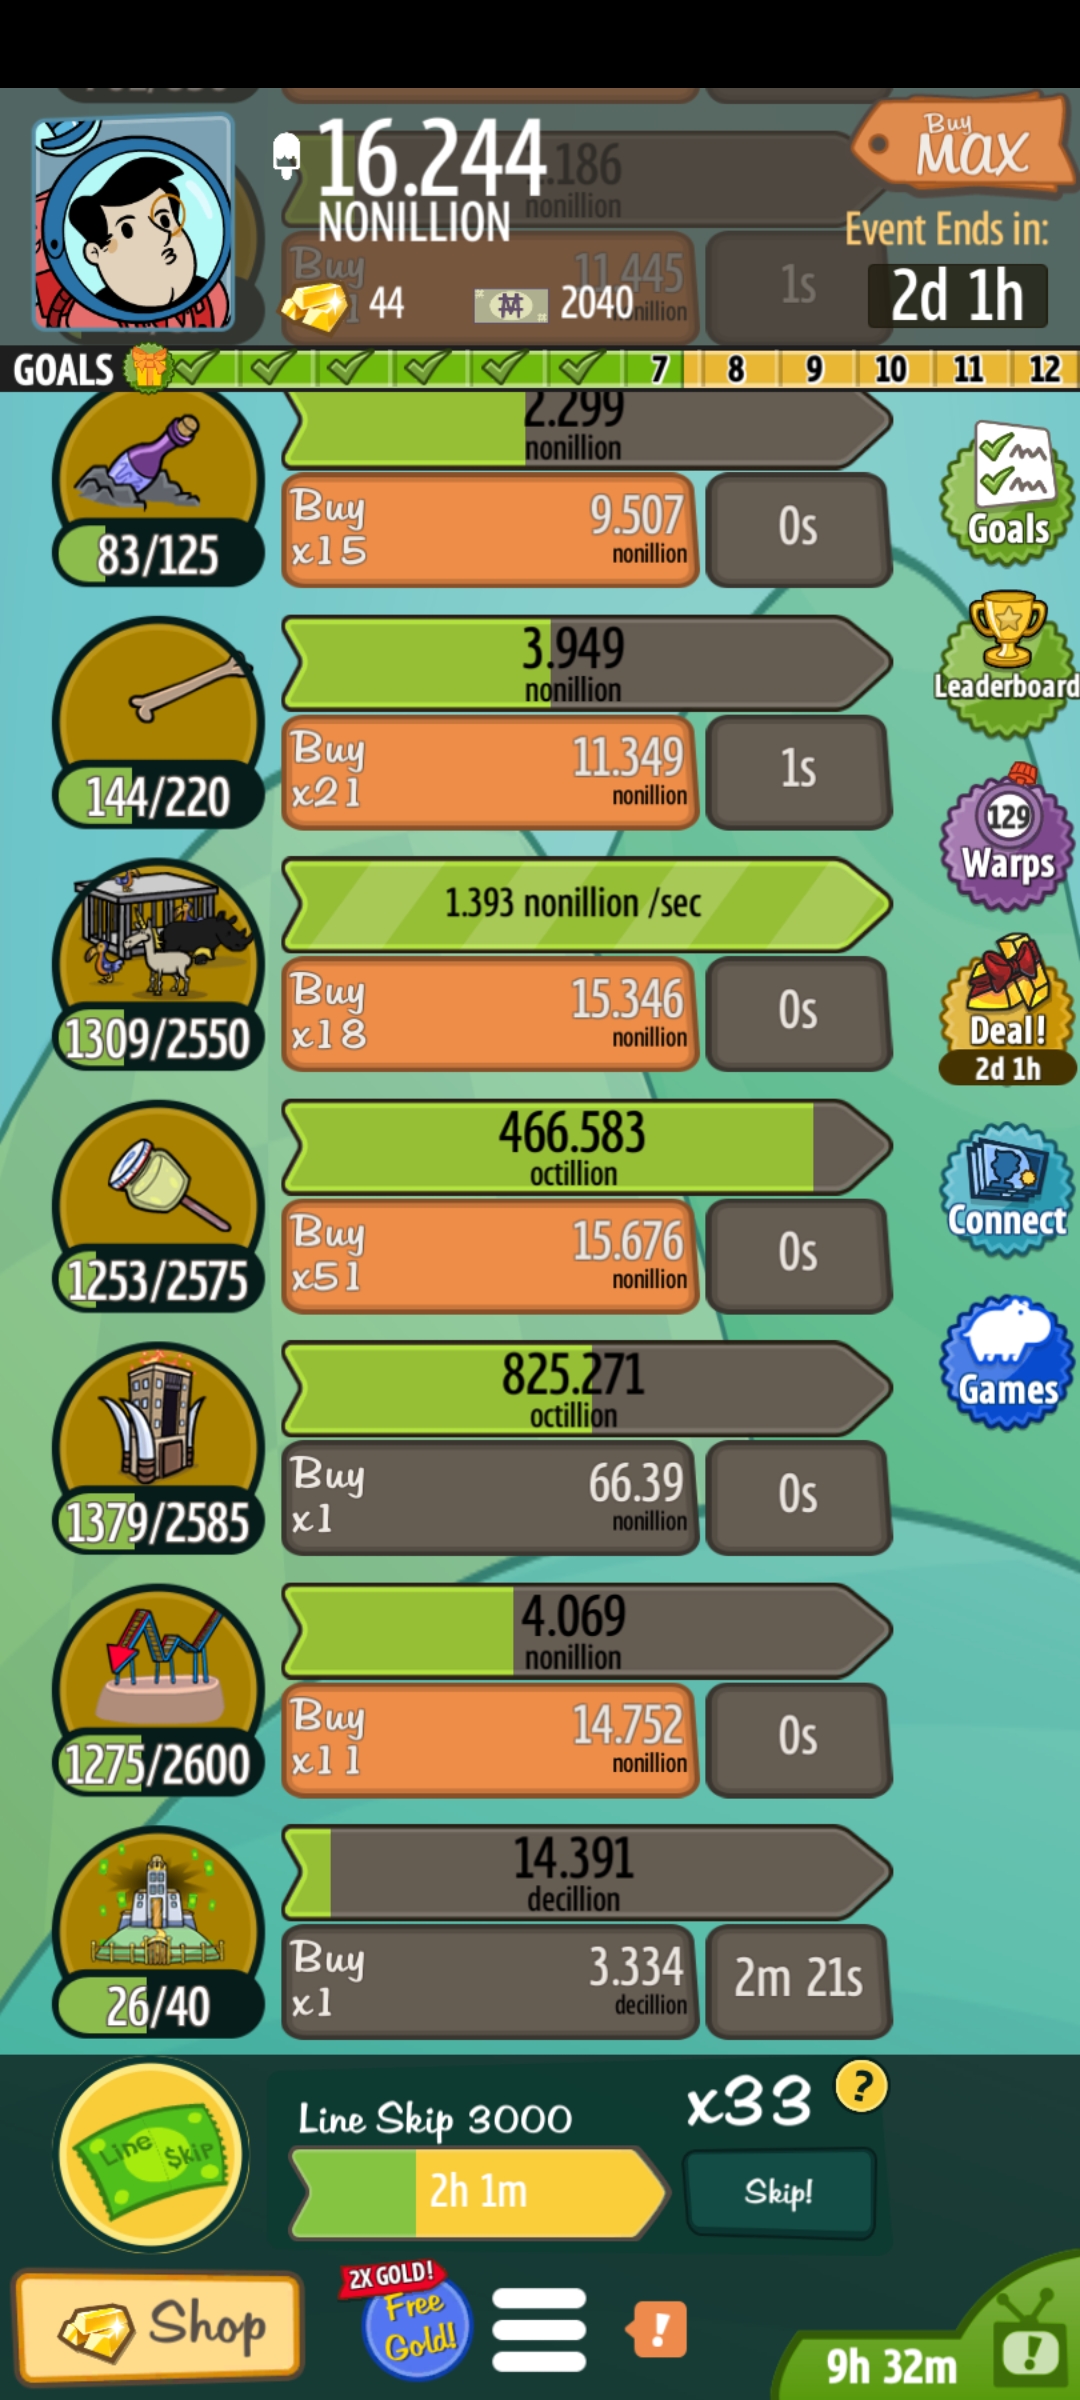 16.244
NONILLION
.186
nonillion
Buy
MAX
Event Ends in:
2d 1h
Buy
11.445
1s
44
2040
nillion
GOALS
7
8
9
10
11
12
2.299
nonillion
83/125
Buy
x15
9.507
nonillion
0s
Goals
3.949
nonillion
144/220
Buy
x21
11.349
nonillion
1s
Leaderboard
1.393 nonillion /sec
1309/2550
Buy
x18
15.346
nonillion
0s
129
Warps
Deal!
2d 1h
466.583
octillion
1253/2575
Buy
x51
15.676
nonillion
0s
Connect
825.271
octillion
1379/2585
Buy
x1
66.39
nonillion
0s
Games
4.069
nonillion
1275/2600
Buy
x11
14.752
nonillion
0s
14.391
decillion
26/40
Buy
x1
3.334
decillion
2m 21s
Line $kip
Line Skip 3000
2h 1m
x33
?
Skip!
Shop
2X GOLD!
Free
Gold!
!
9h 32m
!